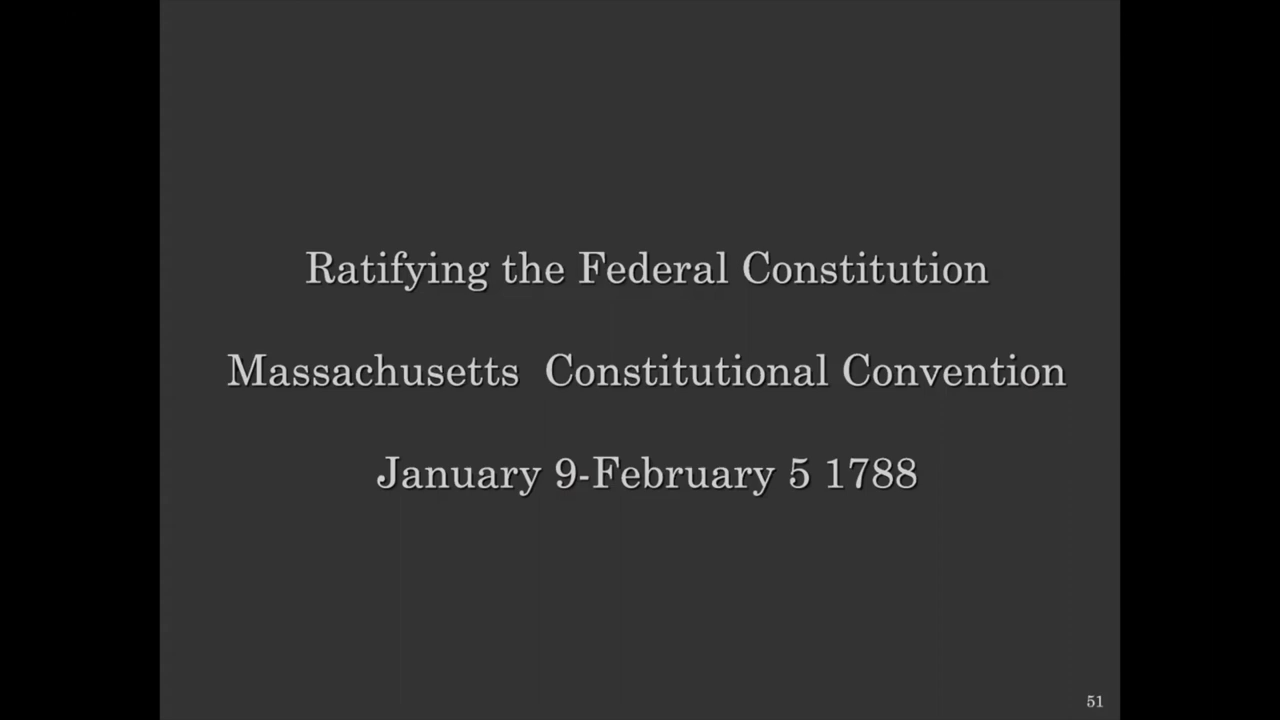 Ratifying the Federal Constitution
Massachusetts  Constitutional Convention
January 9-February 5 1788
51